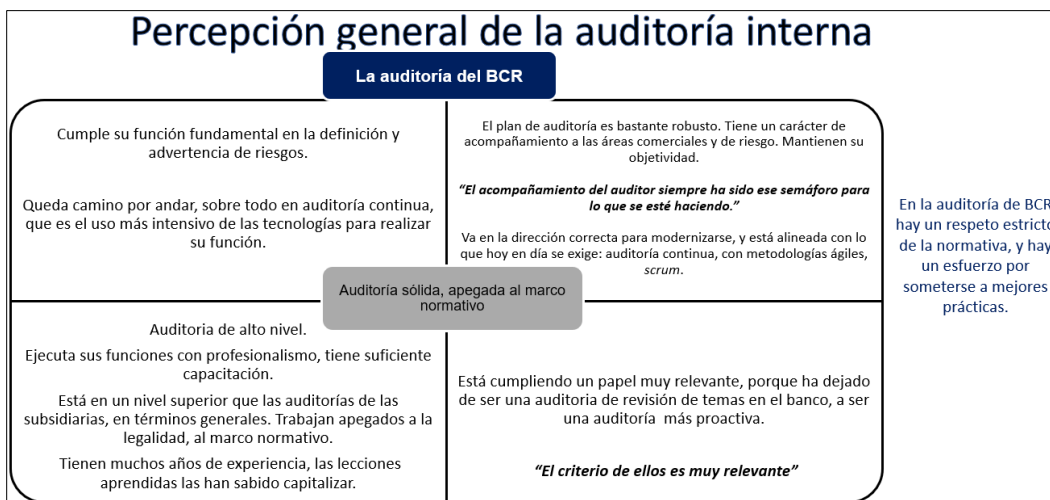 Percepción general de la auditoría interna
La auditoría del BCR
Cumple su función fundamental en la definición y
advertencia de riesgos.
Queda camino por andar, sobre todo en auditoría continua,
que es el uso más intensivo de las tecnologías para realizar
su función.
El plan de auditoría es bastante robusto. Tiene un carácter de
acompañamiento a las áreas comerciales y de riesgo. Mantienen su
objetividad.
“El acompañamiento del auditor siempre ha sido ese semáforo para
lo que se esté haciendo.”
Va en la dirección correcta para modernizarse, y está alineada con lo
que hoy en día se exige: auditoría continua, con metodologías ágiles,
scrum.
Auditoría sólida, apegada al marco
normativo
Auditoria de alto nivel.
Ejecuta sus funciones con profesionalismo, tiene suficiente
capacitación.
Está en un nivel superior que las auditorías de las
subsidiarias, en términos generales. Trabajan apegados a la
legalidad, al marco normativo.
Tienen muchos años de experiencia, las lecciones
aprendidas las han sabido capitalizar.
Está cumpliendo un papel muy relevante, porque ha dejado
de ser una auditoria de revisión de temas en el banco, a ser
una auditoría más proactiva.
“El criterio de ellos es muy relevante”
En la auditoría de BCR
hay un respeto estricto
de la normativa, y hay
un esfuerzo por
someterse a mejores
prácticas.